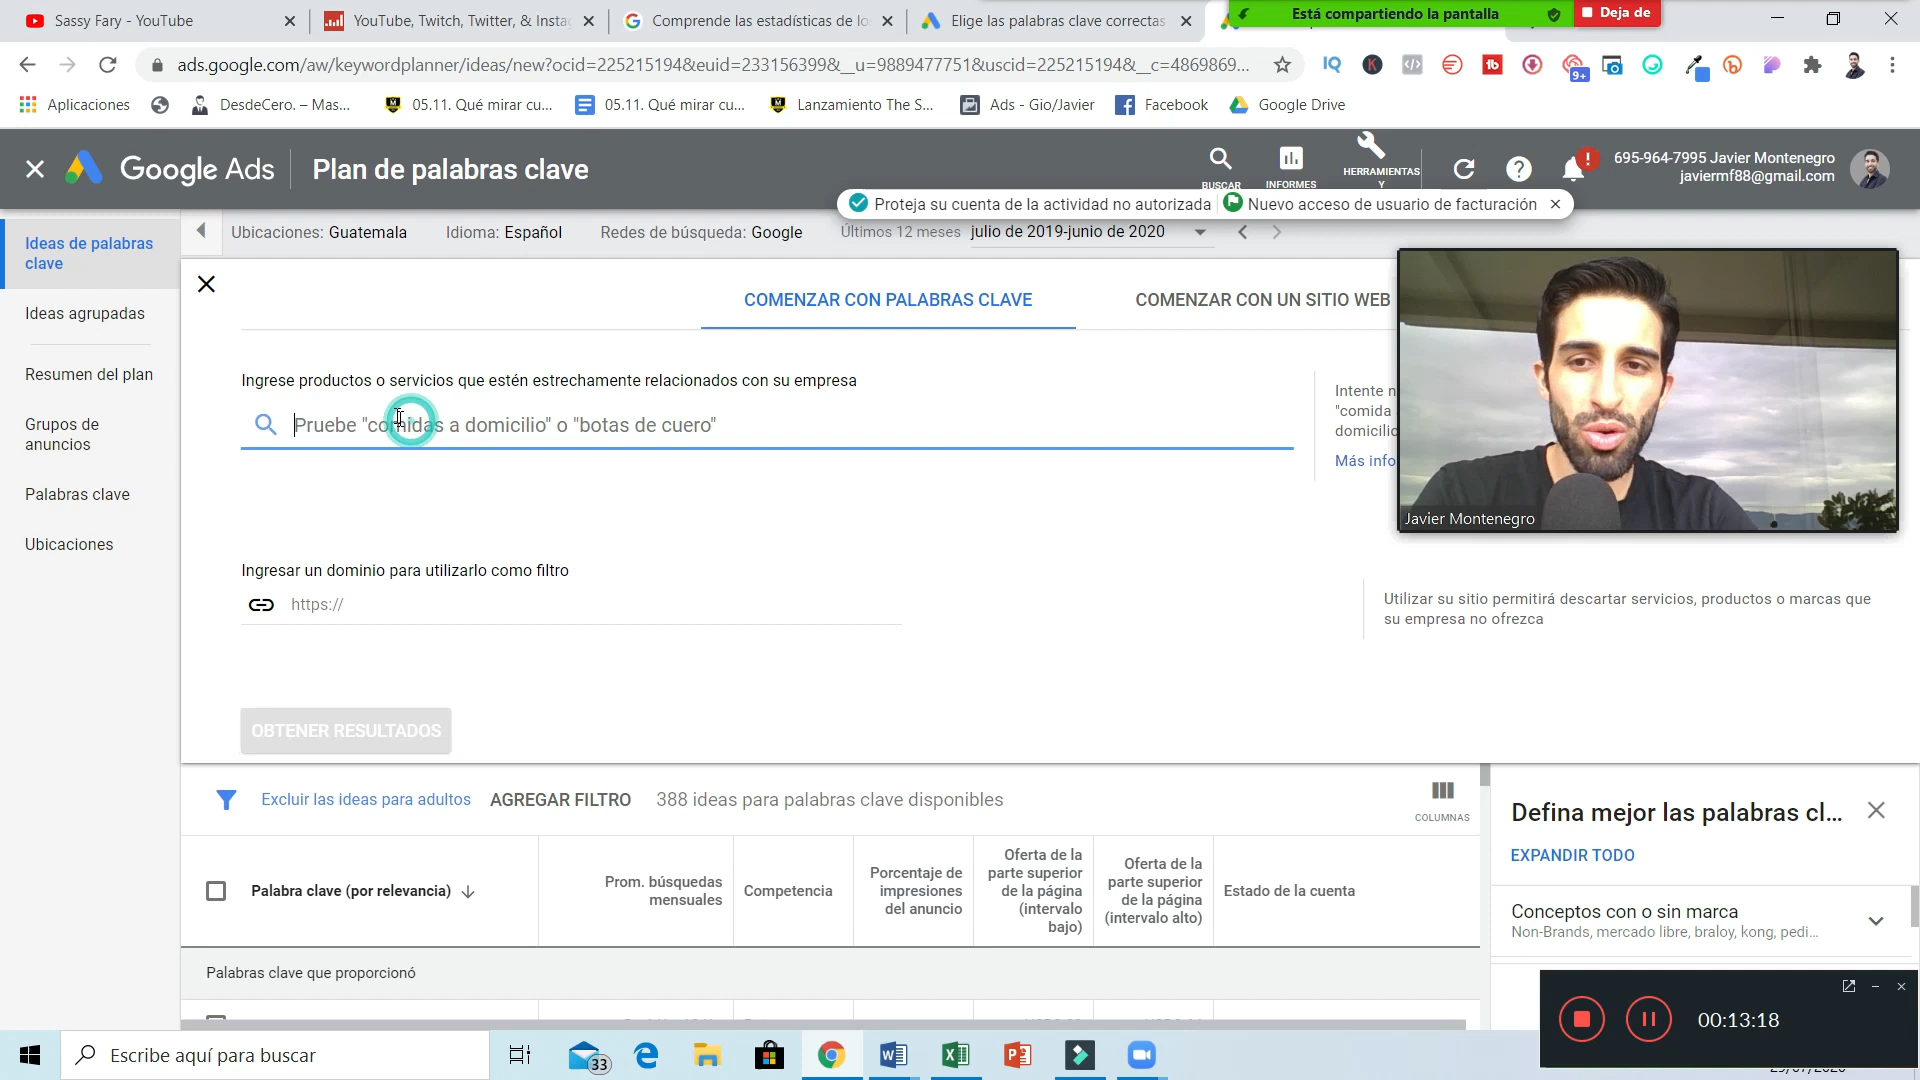 Sassy Fary - YouTube
YouTube, Twitch, Twitter, & Insta
Comprende las estadísticas de lo
Elige las palabras clave correctas
Está compartiendo la pantalla
Deja de
ads.google.com/aw/keywordplanner/ideas/new?ocid=225215194&euid=233156399&__u=9889477751&uscid=225215194&__c=4869869...
Aplicaciones
DesdeCero. – Mas...
05.11. Qué mirar cu...
05.11. Qué mirar cu...
Lanzamiento The S...
Ads - Gio/Javier
Facebook
Google Drive
Google Ads
Plan de palabras clave
BUSCAR
INFORMES
HERRAMIENTAS Y
695-964-7995 Javier Montenegro
javiermf88@gmail.com
Proteja su cuenta de la actividad no autorizada
Nuevo acceso de usuario de facturación
Ubicaciones: Guatemala
Idioma: Español
Redes de búsqueda: Google
Últimos 12 meses
julio de 2019-junio de 2020
Ideas de palabras clave
Ideas agrupadas
Resumen del plan
Grupos de anuncios
Palabras clave
Ubicaciones
COMENZAR CON PALABRAS CLAVE
COMENZAR CON UN SITIO WEB
Ingrese productos o servicios que estén estrechamente relacionados con su empresa
Pruebe "comidas a domicilio" o "botas de cuero"
Intente
"comida
domicilio
Más info
Javier Montenegro
Ingresar un dominio para utilizarlo como filtro
https://
Utilizar su sitio permitirá descartar servicios, productos o marcas que
su empresa no ofrezca
OBTENER RESULTADOS
Excluir las ideas para adultos
AGREGAR FILTRO
388 ideas para palabras clave disponibles
COLUMNAS
Palabra clave (por relevancia)
Prom. búsquedas mensuales
Competencia
Porcentaje de impresiones del anuncio
Oferta de la parte superior de la página (intervalo bajo)
Oferta de la parte superior de la página (intervalo alto)
Estado de la cuenta
Palabras clave que proporcionó
Defina mejor las palabras cl...
EXPANDIR TODO
Conceptos con o sin marca
Non-Brands, mercado libre, braloy, kong, pedi...
00:13:18
Escribe aquí para buscar
33
9+